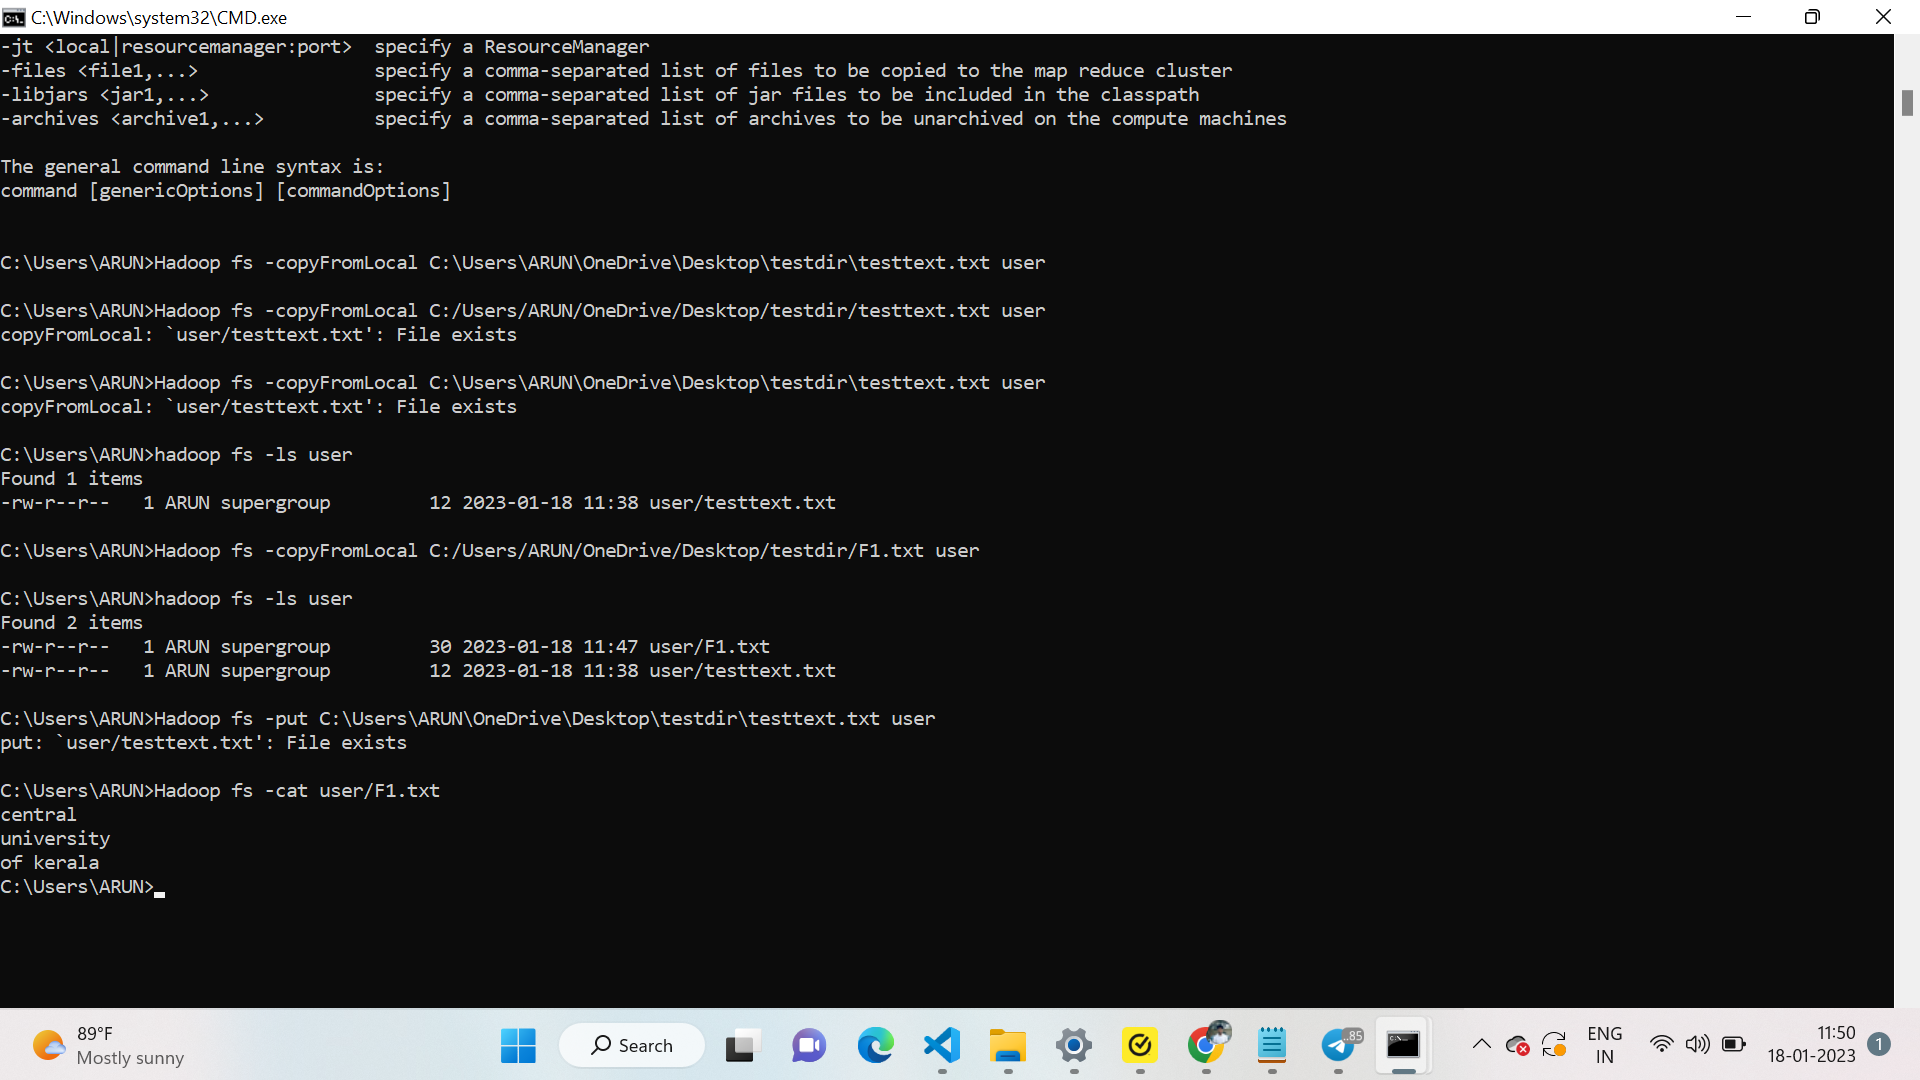 C:\Windows\system32\CMD.exe
-jt <local|resourcemanager:port>  specify a ResourceManager
-files <file1,...>                specify a comma-separated list of files to be copied to the map reduce cluster
-libjars <jar1,...>               specify a comma-separated list of jar files to be included in the classpath
-archives <archive1,...>          specify a comma-separated list of archives to be unarchived on the compute machines
The general command line syntax is:
command [genericOptions] [commandOptions]
C:\Users\ARUN>Hadoop fs -copyFromLocal C:\Users\ARUN\OneDrive\Desktop\testdir\testtext.txt user
C:\Users\ARUN>Hadoop fs -copyFromLocal C:/Users/ARUN/OneDrive/Desktop/testdir/testtext.txt user
copyFromLocal: `user/testtext.txt': File exists
C:\Users\ARUN>Hadoop fs -copyFromLocal C:\Users\ARUN\OneDrive\Desktop\testdir\testtext.txt user
copyFromLocal: `user/testtext.txt': File exists
C:\Users\ARUN>hadoop fs -ls user
Found 1 items
-rw-r--r--   1 ARUN supergroup         12 2023-01-18 11:38 user/testtext.txt
C:\Users\ARUN>Hadoop fs -copyFromLocal C:/Users/ARUN/OneDrive/Desktop/testdir/F1.txt user
C:\Users\ARUN>hadoop fs -ls user
Found 2 items
-rw-r--r--   1 ARUN supergroup         30 2023-01-18 11:47 user/F1.txt
-rw-r--r--   1 ARUN supergroup         12 2023-01-18 11:38 user/testtext.txt
C:\Users\ARUN>Hadoop fs -put C:\Users\ARUN\OneDrive\Desktop\testdir\testtext.txt user
put: `user/testtext.txt': File exists
C:\Users\ARUN>Hadoop fs -cat user/F1.txt
central
university
of kerala
C:\Users\ARUN>
89°F
Mostly sunny
Search
..85
ENG
IN
11:50
18-01-2023
1